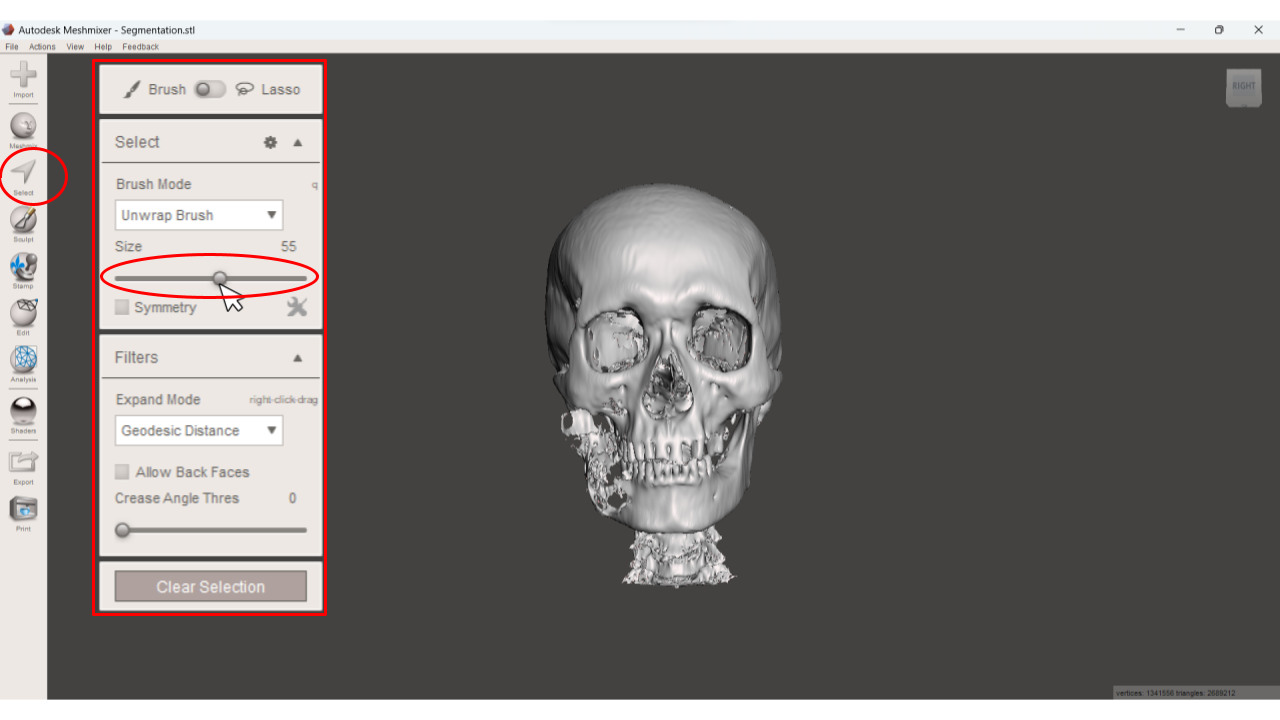 Autodesk Meshmixer - Segmentation.stl
File Actions View Help Feedback
Import
Meshmix
Select
Sculpt
Stamp
Edit
Analysis
Shaders
Export
Print
Brush Lasso
Select
Brush Mode q
Unwrap Brush
Size 55
Symmetry
Filters
Expand Mode right-click-drag
Geodesic Distance
Allow Back Faces
Crease Angle Thres 0
Clear Selection
RIGHT
vertices: 1341556 triangles: 2689212